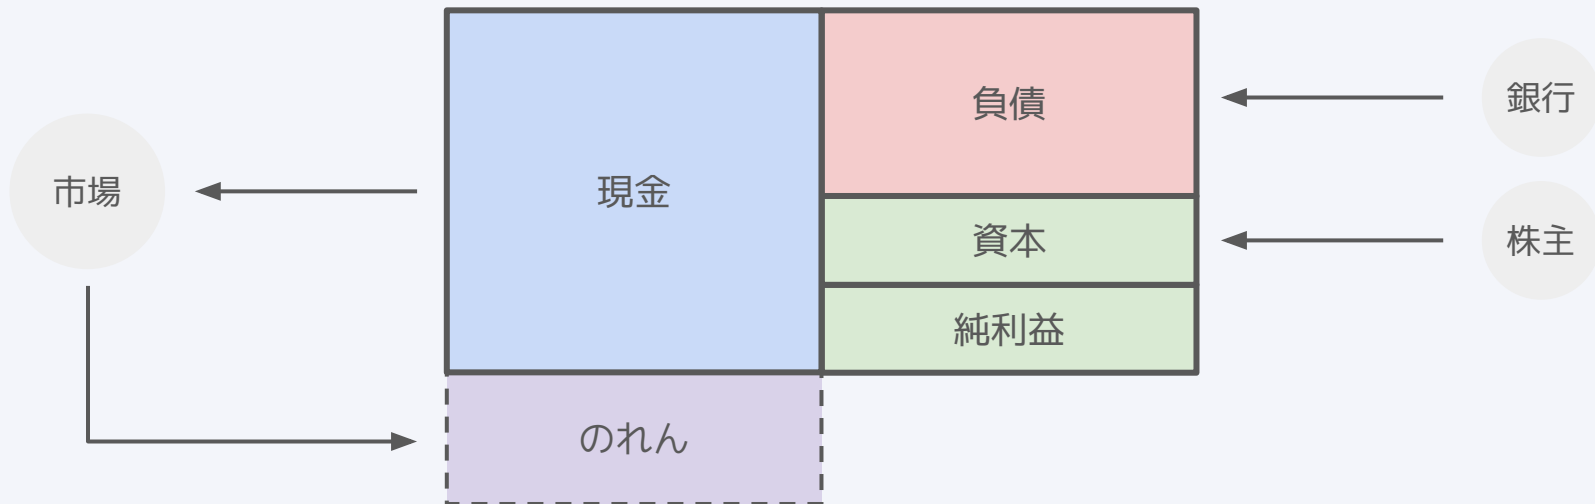 負債
銀行
市場
現金
資本
株主
純利益
のれん